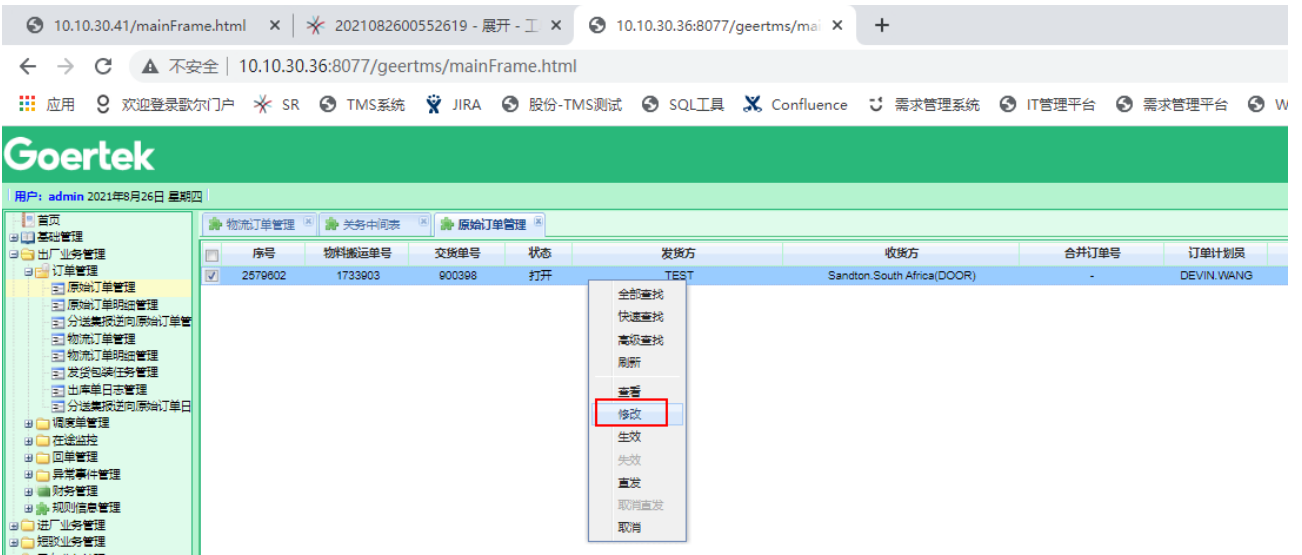 10.10.30.41/mainFrame.html × 2021082600552619 - 展开 - 工 × 10.10.30.36:8077/geertms/mai × +
不安全 | 10.10.30.36:8077/geertms/mainFrame.html
应用 欢迎登录歌尔门户 SR TMS系统 JIRA 股份-TMS测试 SQL工具 Confluence 需求管理系统 IT管理平台 需求管理平台 W
Goertek
用户: admin 2021年8月26日 星期四
首页
基础管理
出厂业务管理
订单管理
原始订单管理
原始订单明细管理
分送集报逆向原始订单管
物流订单管理
物流订单明细管理
发货包装任务管理
出库单日志管理
分送集报逆向原始订单日
调度单管理
在途监控
回单管理
异常事件管理
财务管理
规则信息管理
进厂业务管理
短驳业务管理
物流订单管理 关务中间表 原始订单管理
序号 物料搬运单号 交货单号 状态 发货方 收货方 合并订单号 订单计划员
2579602 1733903 900398 打开 TEST Sandton.South Africa(DOOR) - DEVIN.WANG
全部查找
快速查找
高级查找
刷新
查看
修改
生效
失效
直发
取消直发
取消